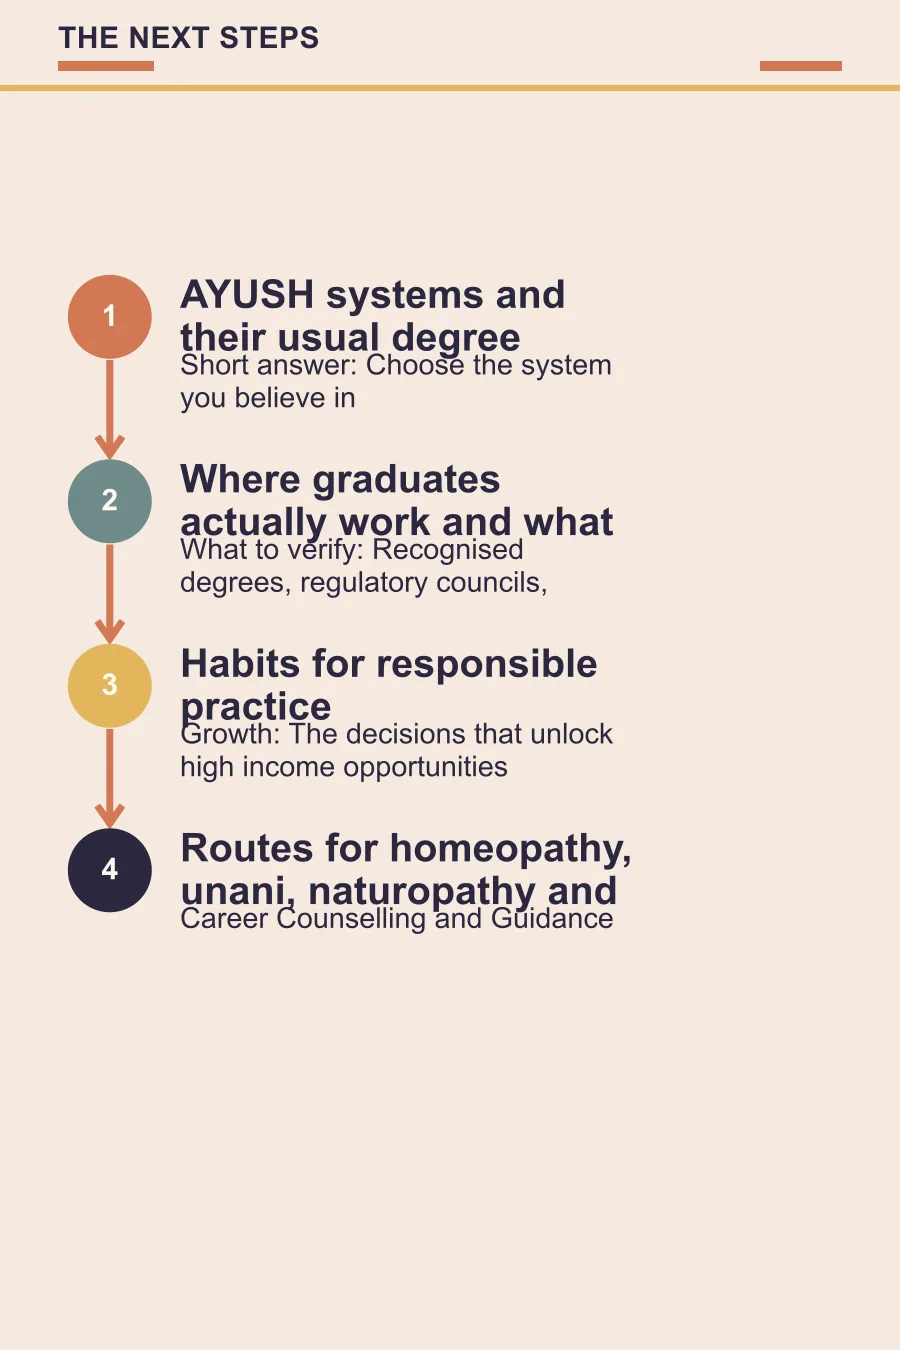 THE NEXT STEPS
1
AYUSH systems and
their usual degree
Short answer: Choose the system
you believe in
2
Where graduates
actually work and what
What to verify: Recognised
degrees, regulatory councils,
3
Habits for responsible
practice
Growth: The decisions that unlock
high income opportunities
4
Routes for homeopathy,
unani, naturopathy and
Career Counselling and Guidance